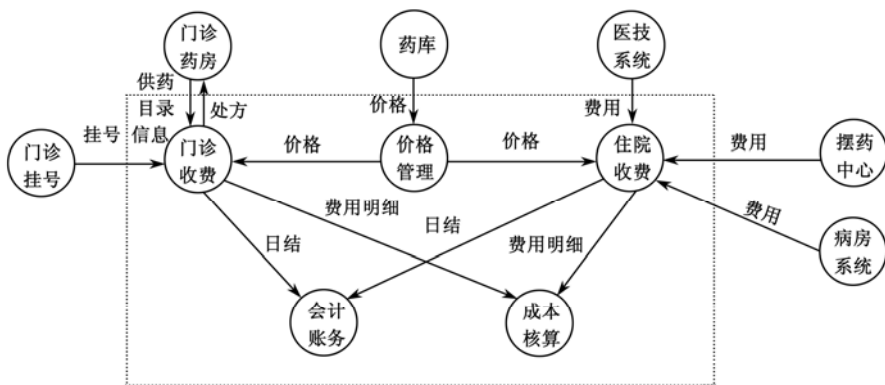 门诊
药房
药库
医技
系统
供药
目录
信息
处方
价格
费用
挂号
门诊
挂号
门诊
收费
价格
价格
管理
价格
住院
收费
费用
摆药
中心
费用
病房
系统
费用明细
日结
日结
费用明细
会计
账务
成本
核算